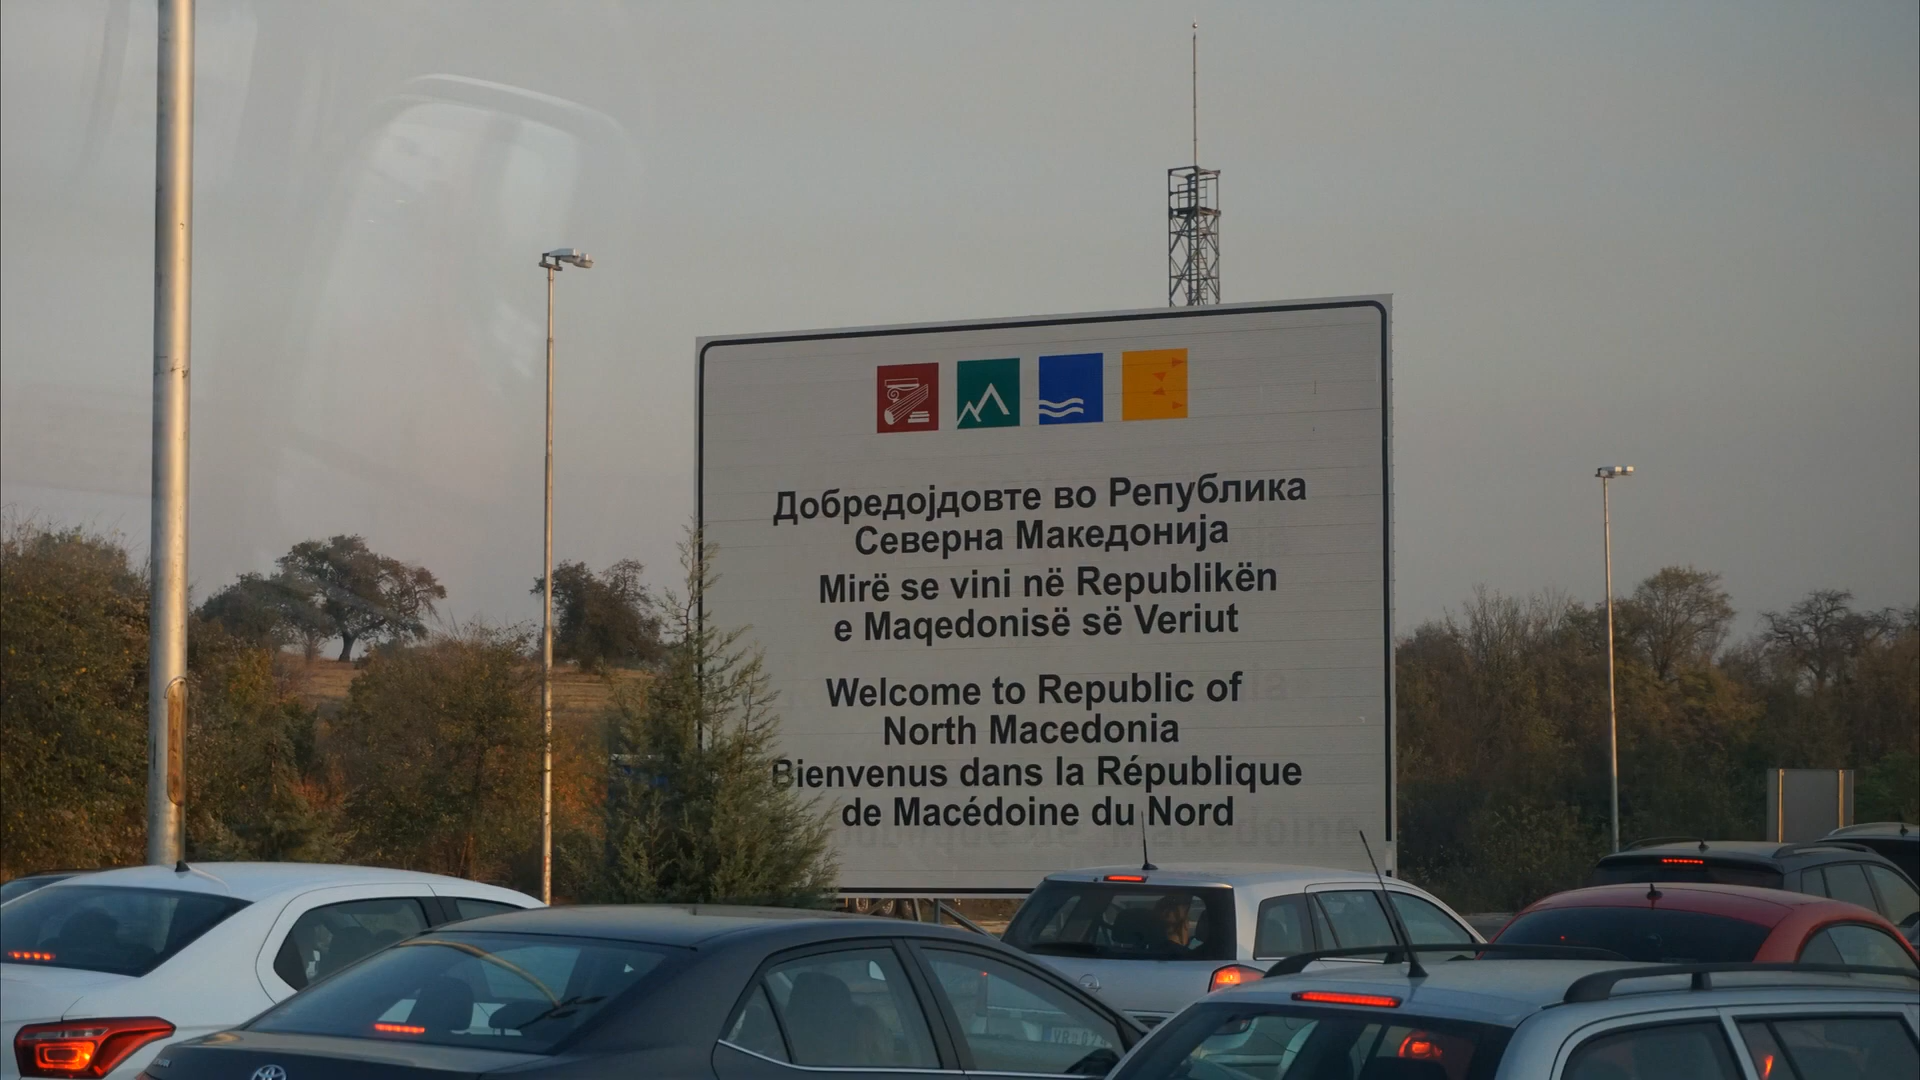 Добредојдовте во Република
Северна Македонија
Mirë se vini në Republikën
e Maqedonisë së Veriut
Welcome to Republic of
North Macedonia
Bienvenus dans la République
de Macédoine du Nord